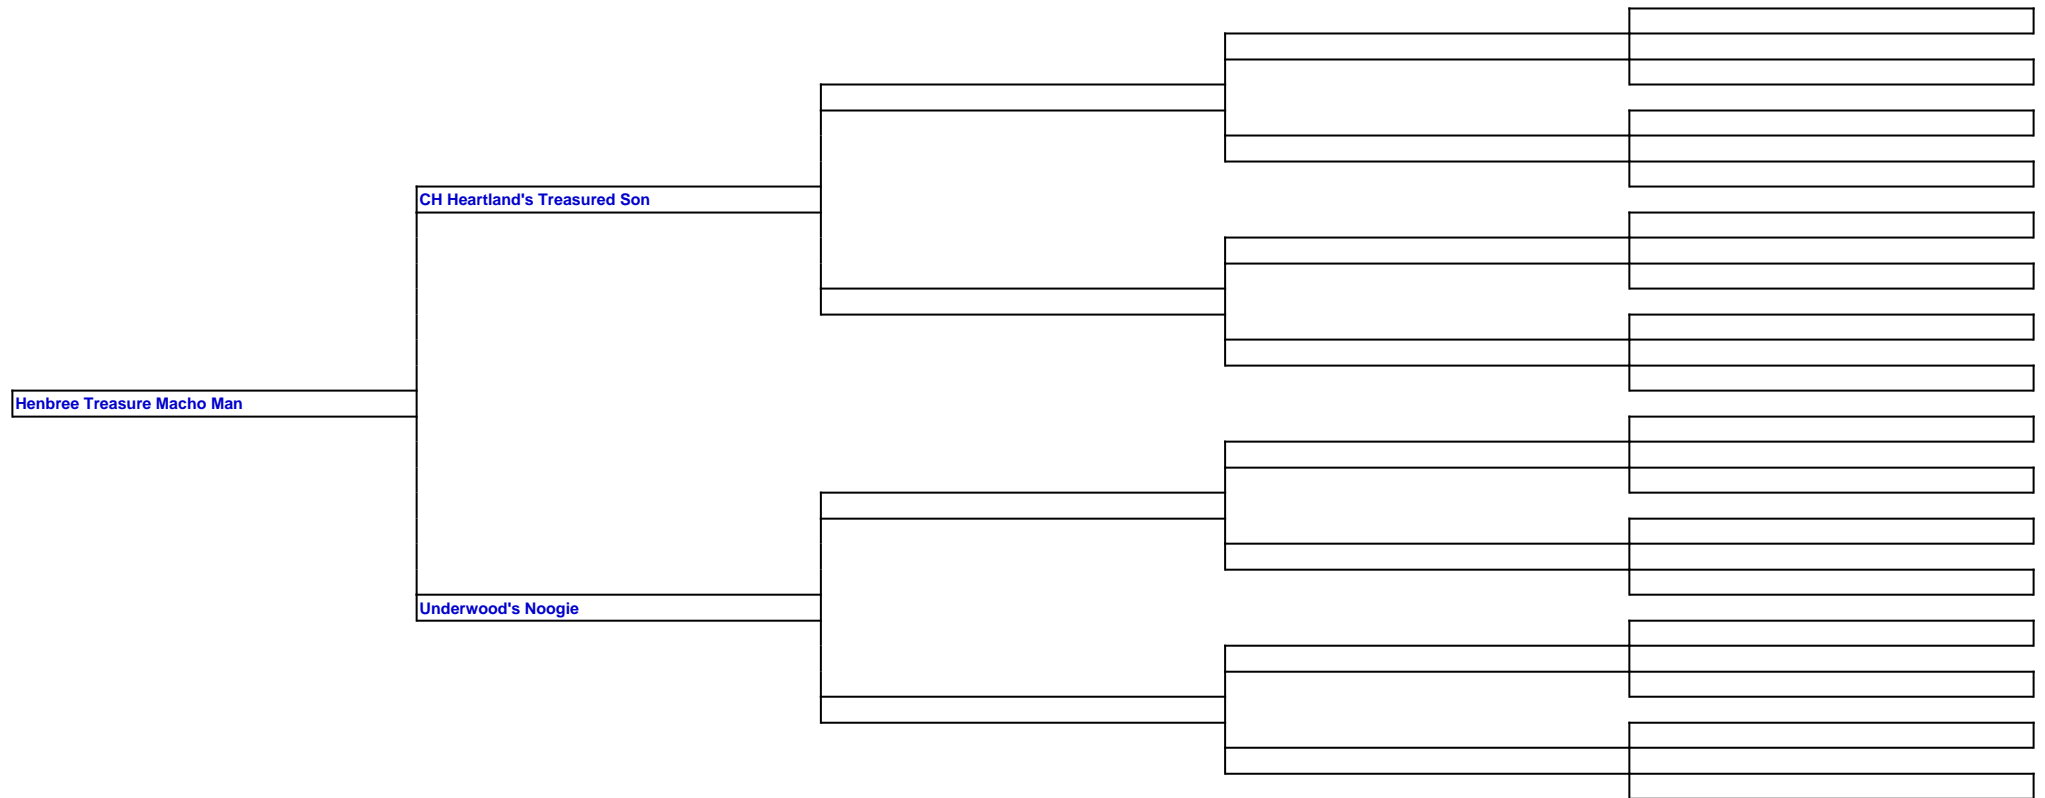 CH Heartland's Treasured Son
Henbree Treasure Macho Man
Underwood's Noogie